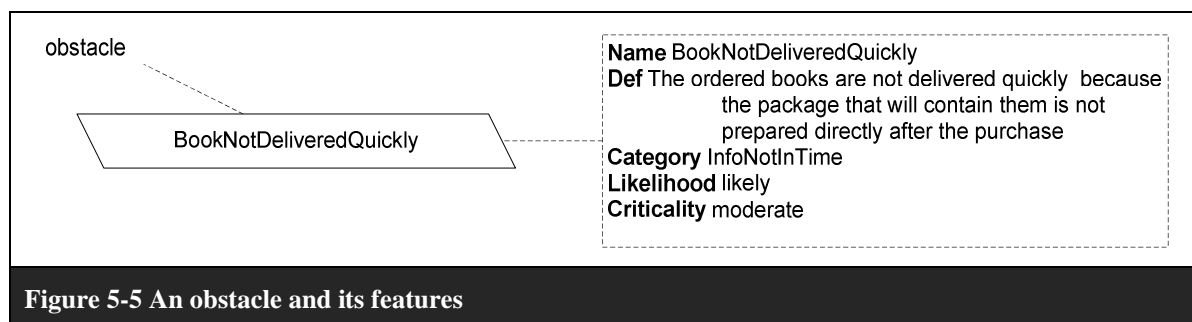 obstacle
BookNotDeliveredQuickly
Name BookNotDeliveredQuickly
Def The ordered books are not delivered quickly because
the package that will contain them is not
prepared directly after the purchase
Category InfoNotInTime
Likelihood likely
Criticality moderate
Figure 5-5 An obstacle and its features